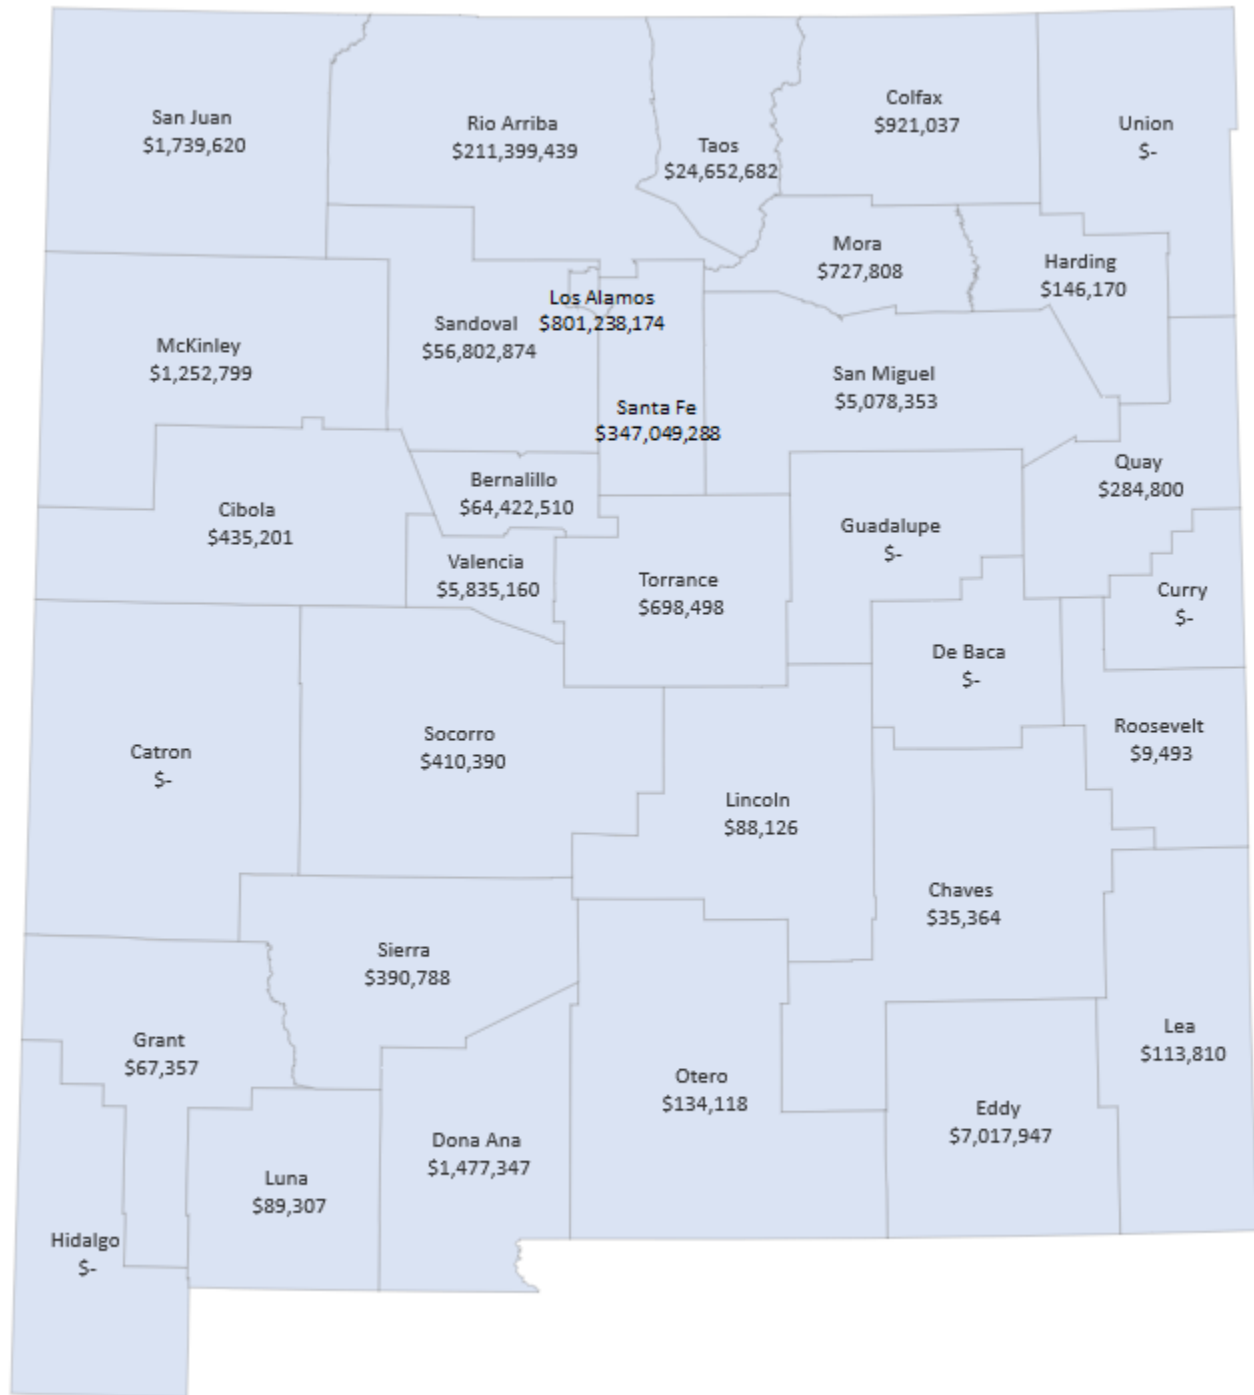 San Juan
$1,739,620
Rio Arriba
$211,399,439
Taos
$24,652,682
Colfax
$921,037
Union
$-
Mora
$727,808
Harding
$146,170
Los Alamos
$801,238,174
Sandoval
$56,802,874
McKinley
$1,252,799
San Miguel
$5,078,353
Santa Fe
$347,049,288
Quay
$284,800
Bernalillo
$64,422,510
Cibola
$435,201
Guadalupe
$-
Valencia
$5,835,160
Torrance
$698,498
Curry
$-
De Baca
$-
Catron
$-
Socorro
$410,390
Roosevelt
$9,493
Lincoln
$88,126
Chaves
$35,364
Sierra
$390,788
Grant
$67,357
Lea
$113,810
Otero
$134,118
Eddy
$7,017,947
Dona Ana
$1,477,347
Luna
$89,307
Hidalgo
$-